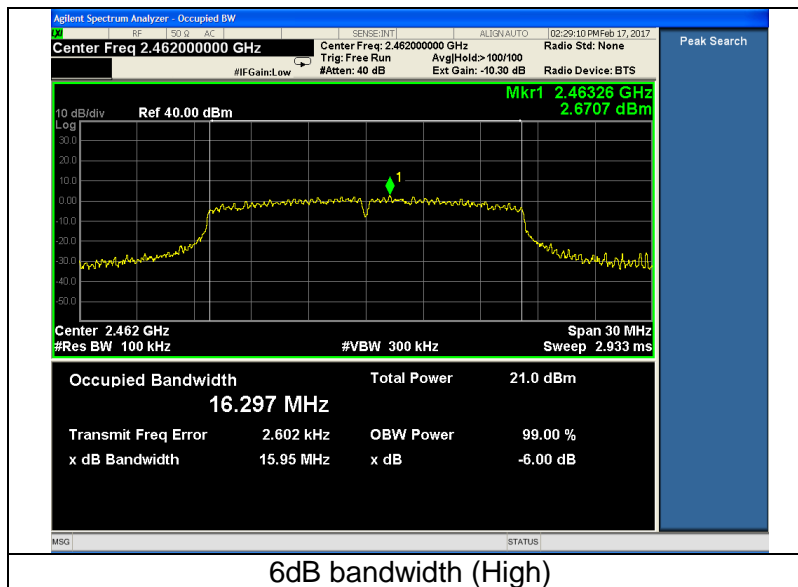 Agilent Spectrum Analyzer - Occupied BW
LXI RF 50 Ω AC SENSE:INT ALIGN AUTO 02:29:10 PM Feb 17, 2017
Center Freq 2.462000000 GHz Center Freq: 2.462000000 GHz Radio Std: None
Trig: Free Run Avg|Hold:> 100/100
#IFGain:Low #Atten: 40 dB Ext Gain: -10.30 dB Radio Device: BTS
Peak Search
Mkr1 2.46326 GHz
10 dB/div Ref 40.00 dBm 2.6707 dBm
Log
30.0
20.0
10.0
1
0.00
-10.0
-20.0
-30.0
-40.0
-50.0
Center 2.462 GHz Span 30 MHz
#Res BW 100 kHz #VBW 300 kHz Sweep 2.933 ms
Occupied Bandwidth Total Power 21.0 dBm
16.297 MHz
Transmit Freq Error 2.602 kHz OBW Power 99.00 %
x dB Bandwidth 15.95 MHz x dB -6.00 dB
MSG STATUS
6dB bandwidth (High)